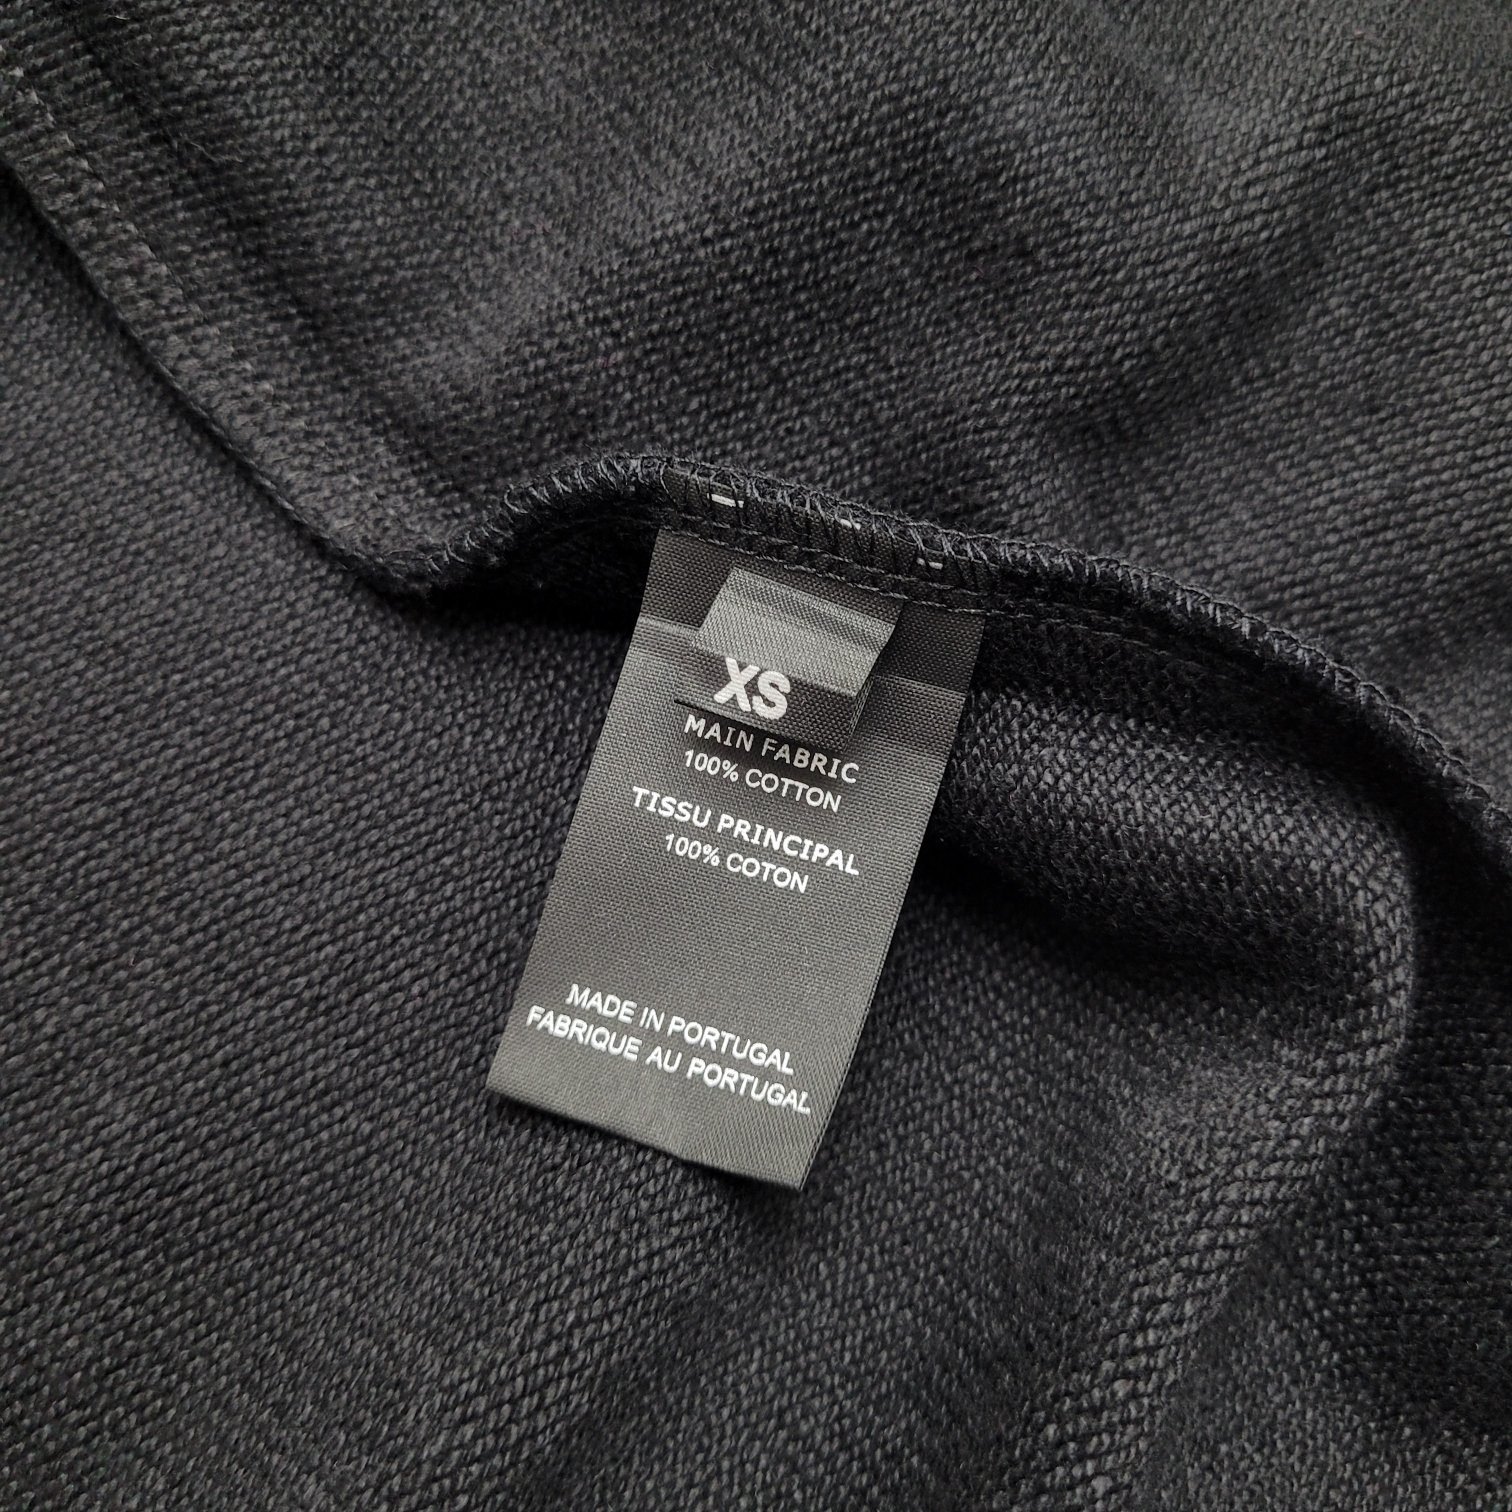 XS
MAIN FABRIC
100% COTTON
TISSU PRINCIPAL
100% COTON
MADE IN PORTUGAL
FABRIQUE AU PORTUGAL